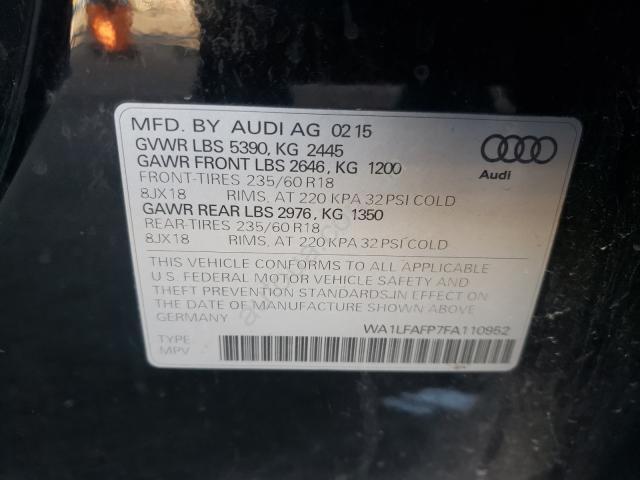 MFD. BY AUDI AG 02 15
GVWR LBS 5390, KG 2445
GAWR FRONT LBS 2646, KG 1200
FRONT-TIRES 235/60 R18
8JX18 RIMS. AT 220 KPA 32 PSI COLD
GAWR REAR LBS 2976, KG 1350
REAR-TIRES 235/60 R18
8JX18 RIMS. AT 220 KPA 32 PSI COLD
Audi
THIS VEHICLE CONFORMS TO ALL APPLICABLE
U.S. FEDERAL MOTOR VEHICLE SAFETY AND
THEFT PREVENTION STANDARDS.IN EFFECT ON
THE DATE OF MANUFACTURE SHOWN ABOVE
GERMANY
WA1LFAFP7FA110952
TYPE
MPV